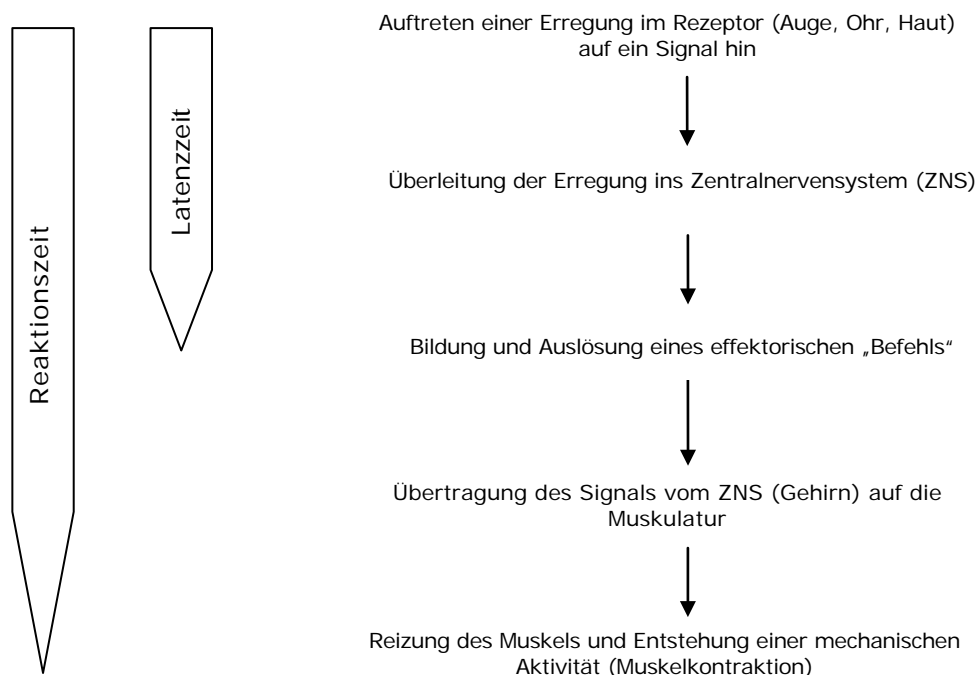 Reaktionszeit
Latenzzeit
Auftreten einer Erregung im Rezeptor (Auge, Ohr, Haut)
auf ein Signal hin
Überleitung der Erregung ins Zentralnervensystem (ZNS)
Bildung und Auslösung eines effektorischen „Befehls“
Übertragung des Signals vom ZNS (Gehirn) auf die
Muskulatur
Reizung des Muskels und Entstehung einer mechanischen
Aktivität (Muskelkontraktion)